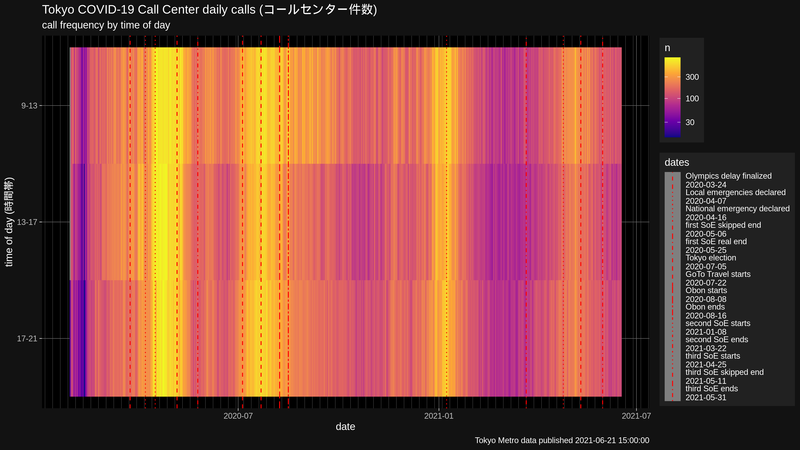 Tokyo COVID-19 Call Center daily calls (コールセンター件数)
call frequency by time of day
n
300
100
30
9-13
13-17
17-21
time of day (時間帯)
2020-07
2021-01
2021-07
date
dates
Olympics delay finalized
2020-03-24
Local emergencies declared
2020-04-07
National emergency declared
2020-04-16
first SoE skipped end
2020-05-06
first SoE real end
2020-05-25
Tokyo election
2020-07-05
GoTo Travel starts
2020-07-22
Obon starts
2020-08-08
Obon ends
2020-08-16
second SoE starts
2021-01-08
second SoE ends
2021-03-22
third SoE starts
2021-04-25
third SoE skipped end
2021-05-11
third SoE ends
2021-05-31
Tokyo Metro data published 2021-06-21 15:00:00